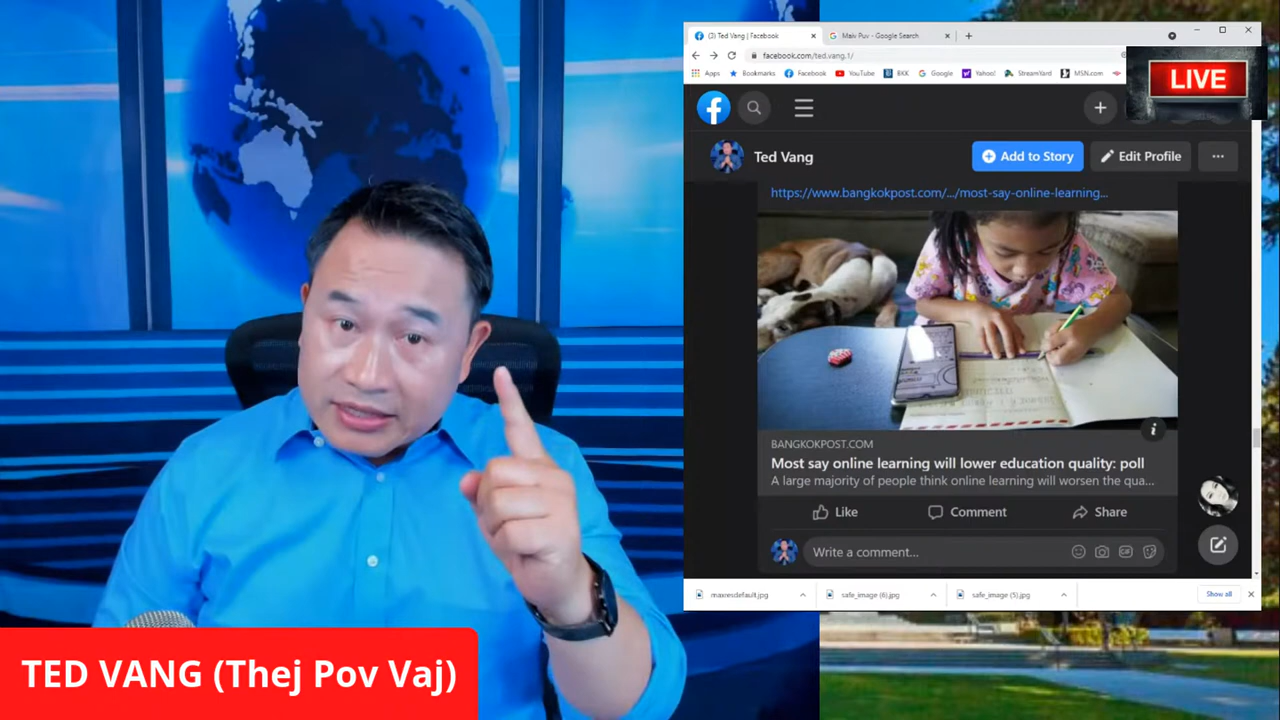 (2) Ted Vang | Facebook
Maiv Puv - Google Search
facebook.com/ted.vang.1/
Apps
Bookmarks
Facebook
YouTube
BKK
Google
Yahoo!
StreamYard
MSN.com
LIVE
Ted Vang
Add to Story
Edit Profile
https://www.bangkokpost.com/.../most-say-online-learning...
BANGKOKPOST.COM
Most say online learning will lower education quality: poll
A large majority of people think online learning will worsen the qua...
Like
Comment
Share
Write a comment...
maxresdefault.jpg
safe_image (6).jpg
safe_image (5).jpg
Show all
TED VANG (Thej Pov Vaj)